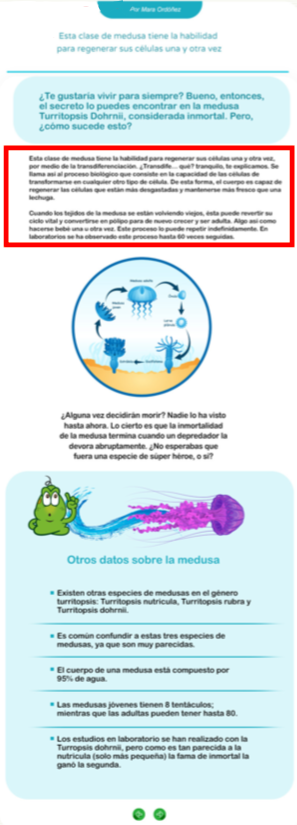 Por Mara Ordóñez
Esta clase de medusa tiene la habilidad
para regenerar sus células una y otra vez
¿Te gustaría vivir para siempre? Bueno, entonces,
el secreto lo puedes encontrar en la medusa
Turritopsis Dohrnii, considerada inmortal. Pero,
¿cómo sucede esto?
Esta clase de medusa tiene la habilidad para regenerar sus células una y otra vez,
por medio de la transdiferenciación. ¿Transdife... qué? tranquilo, te explicamos. Se
llama así al proceso biológico que consiste en la capacidad de las células de
transformarse en cualquier otro tipo de célula. De esta forma, el cuerpo es capaz de
regenerar las células que están más desgastadas y mantenerse más fresco que una
lechuga.
Cuando los tejidos de la medusa se están volviendo viejos, ésta puede revertir su
ciclo vital y convertirse en pólipo para de nuevo crecer y ser adulta. Algo así como
hacerse bebé una u otra vez. Este proceso lo puede repetir indefinidamente. En
laboratorios se ha observado este proceso hasta 60 veces seguidas.
Medusa adulta
¿Alguna vez decidirán morir? Nadie lo ha visto
hasta ahora. Lo cierto es que la inmortalidad
de la medusa termina cuando un depredador la
devora abruptamente. ¿No esperabas que
fuera una especie de súper héroe, o sí?
Otros datos sobre la medusa
Existen otras especies de medusas en el género
turritopsis: Turritopsis nutricula, Turritopsis rubra y
Turritopsis dohrnii.
Es común confundir a estas tres especies de
medusas, ya que son muy parecidas.
El cuerpo de una medusa está compuesto por
95% de agua.
Las medusas jóvenes tienen 8 tentáculos;
mientras que las adultas pueden tener hasta 80.
Los estudios en laboratorio se han realizado con la
Turropsis dohrnii, pero como es tan parecida a la
nutricula (solo más pequeña) la fama de inmortal la
ganó la segunda.